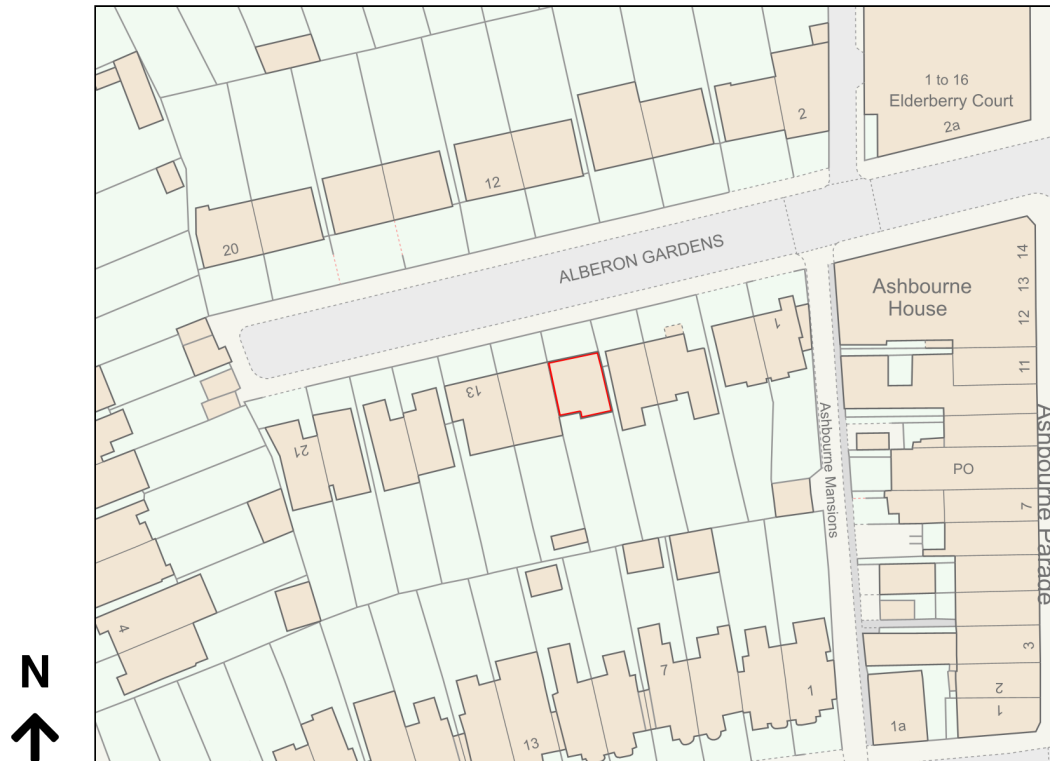 1 to 16
Elderberry Court
2a
2
12
20
ALBERON GARDENS
14
13
12
11
Ashbourne
House
1
13
21
Ashbourne Mansions
Ashbourne Parade
PO
7
3
2
1
1a
4
7
1
13
N